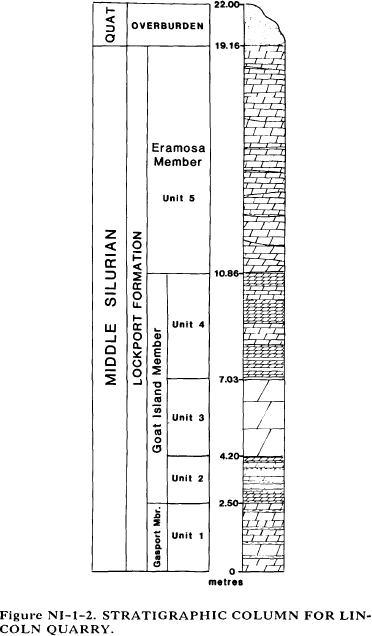 22.00
QUAT
OVERBURDEN
19.16
MIDDLE SILURIAN
LOCKPORT FORMATION
Eramosa
Member
Unit 5
10.86
Goat Island Member
Unit 4
7.03
Unit 3
4.20
Unit 2
2.50
Gasport Mbr.
Unit 1
0
metres
Figure NI-1-2. STRATIGRAPHIC COLUMN FOR LIN-
COLN QUARRY.